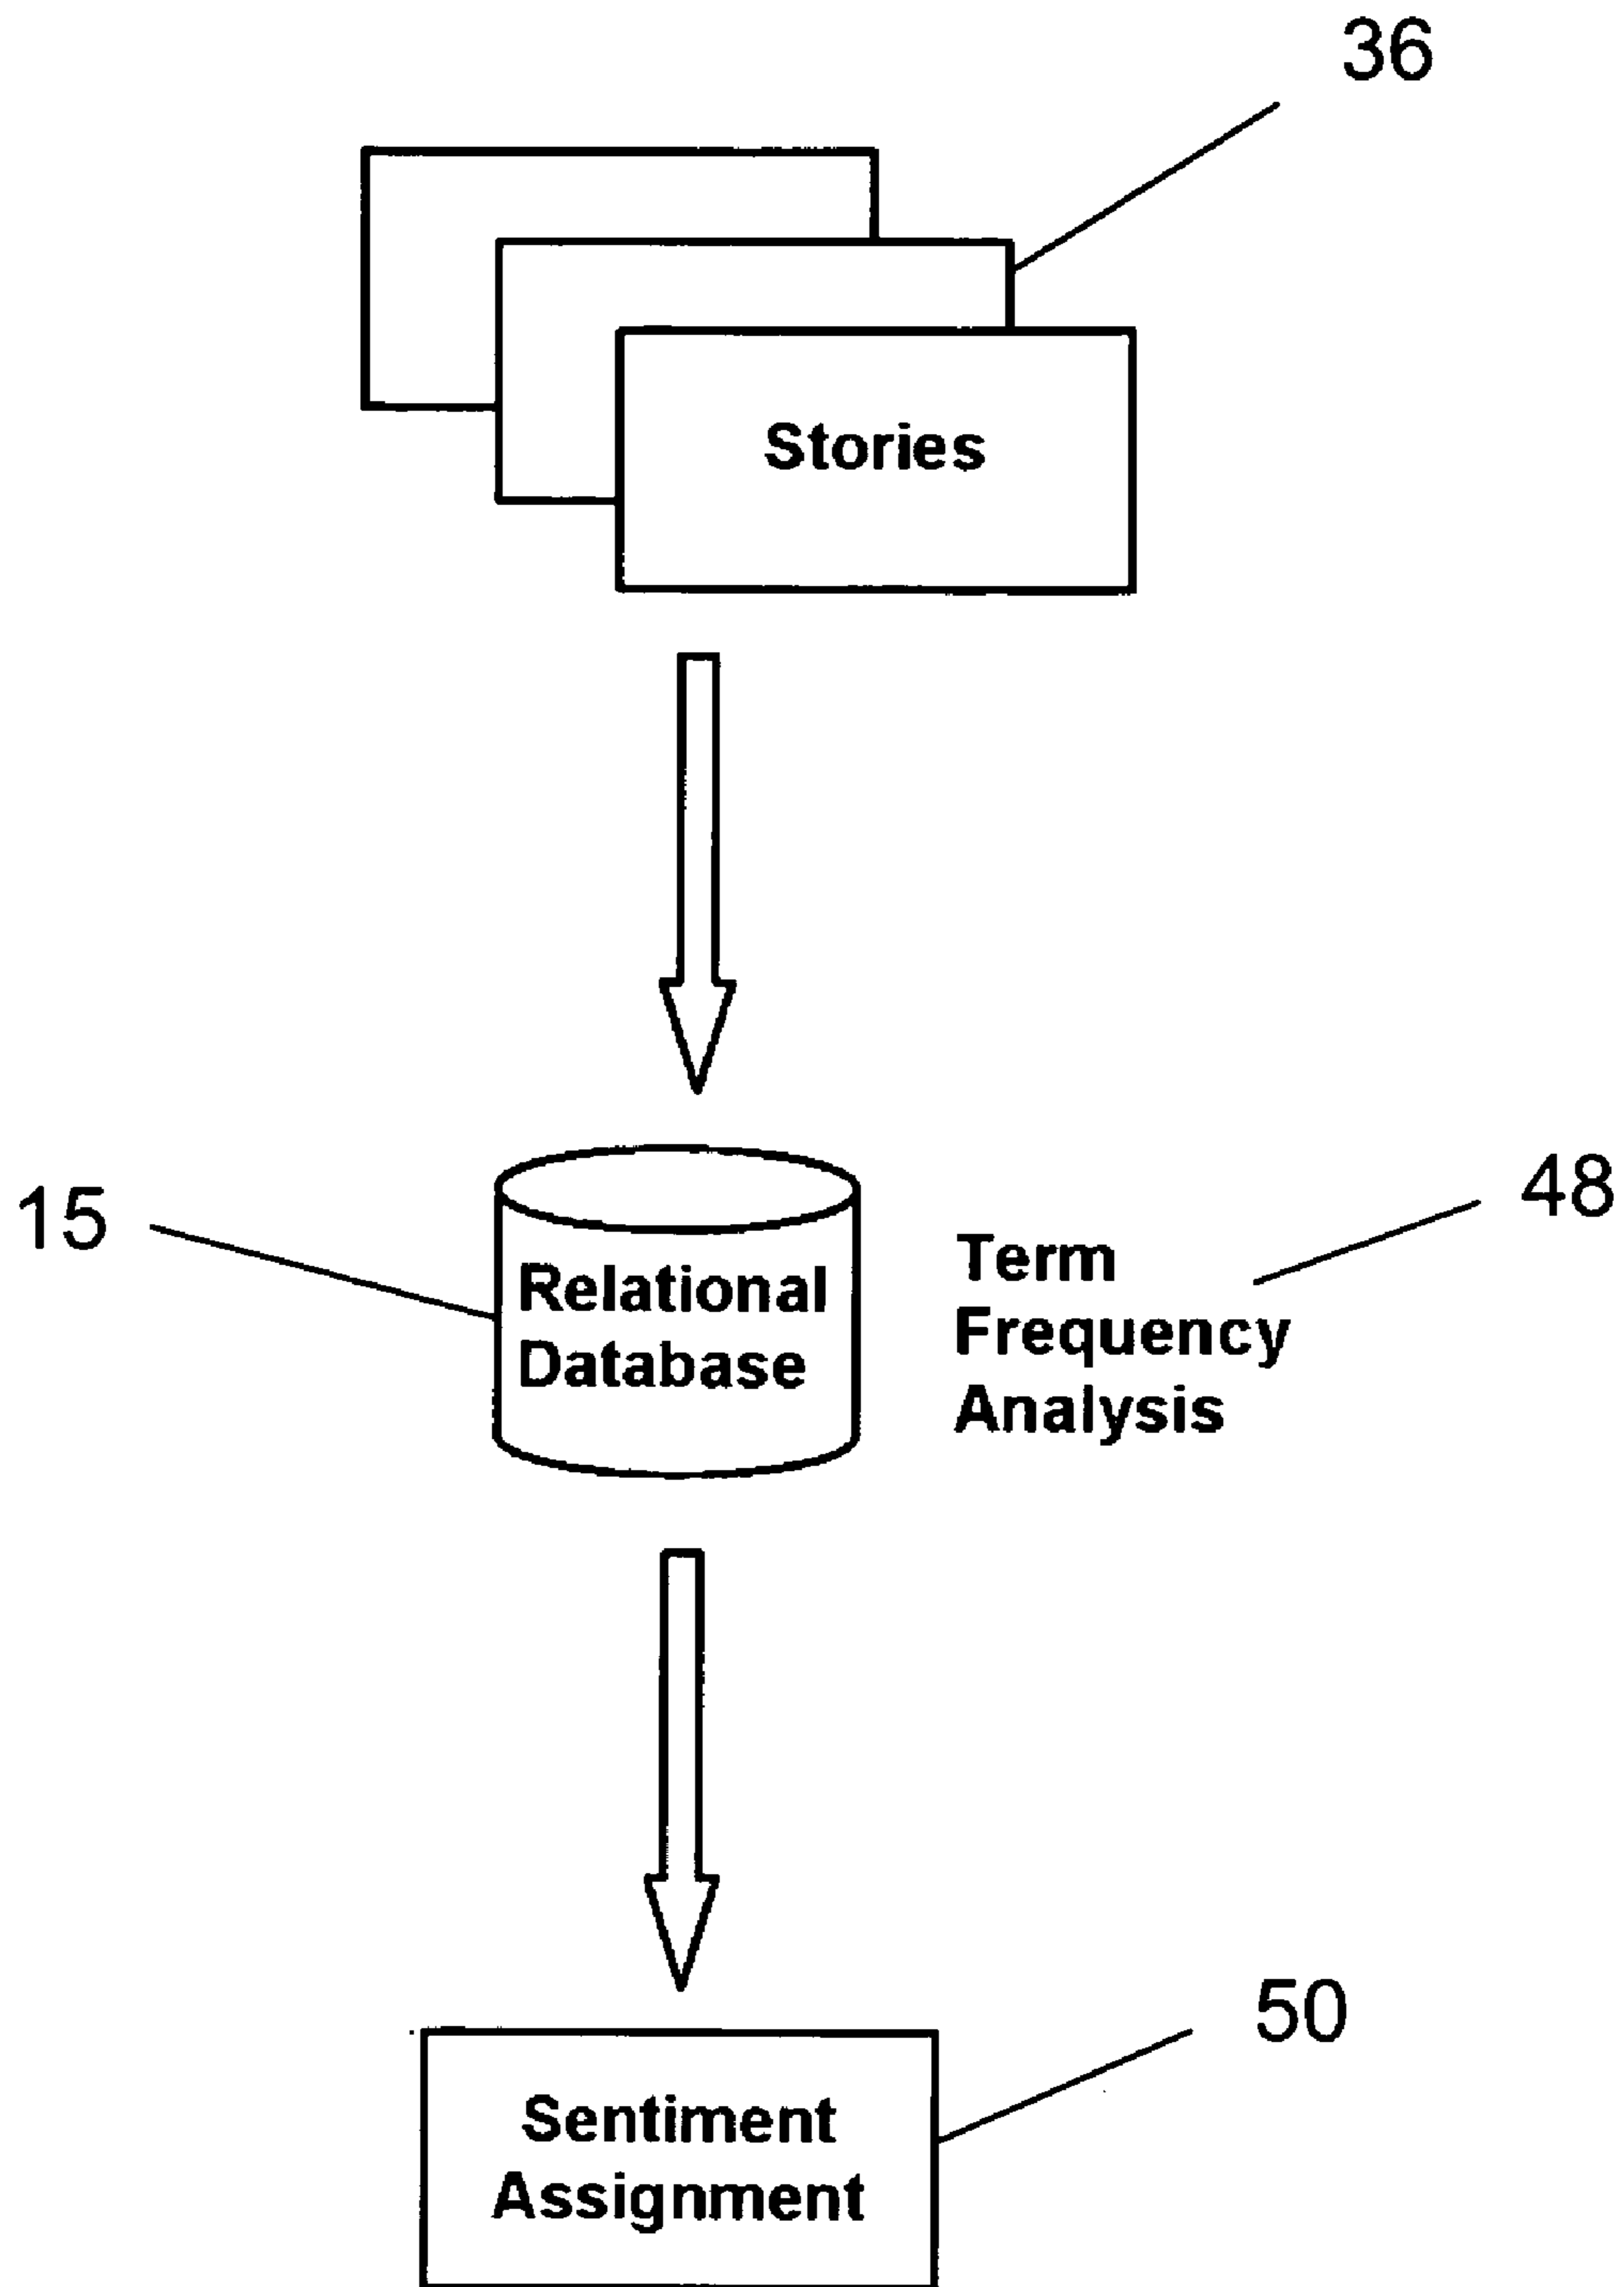 36
Stories
15
Relational
Database
Term
Frequency
Analysis
48
50
Sentiment
Assignment